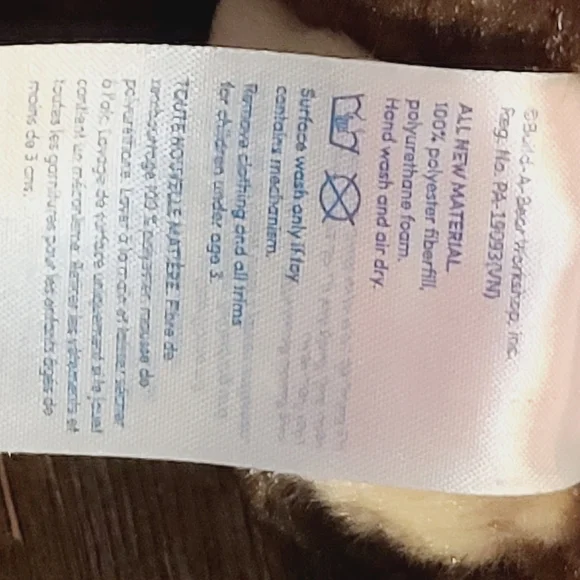 ©Build-A-Bear Workshop, Inc.
Reg. No. PA-19093(VN)
ALL NEW MATERIAL
100% polyester fiberfill,
polyurethane foam.
Hand wash and air dry.
Surface wash only if toy
contains mechanism.
Remove clothing and all trims
for children under age 3.
TOUTE NOUVELLE MATIÈRE. Fibre de
rembourrage 100 % polyester, mousse de
polyuréthane. Laver à la main et laisser sécher
à l'air. Lavage de surface uniquement si le jouet
contient un mécanisme. Retirer les vêtements et
toutes les garnitures pour les enfants âgés de
moins de 3 ans.